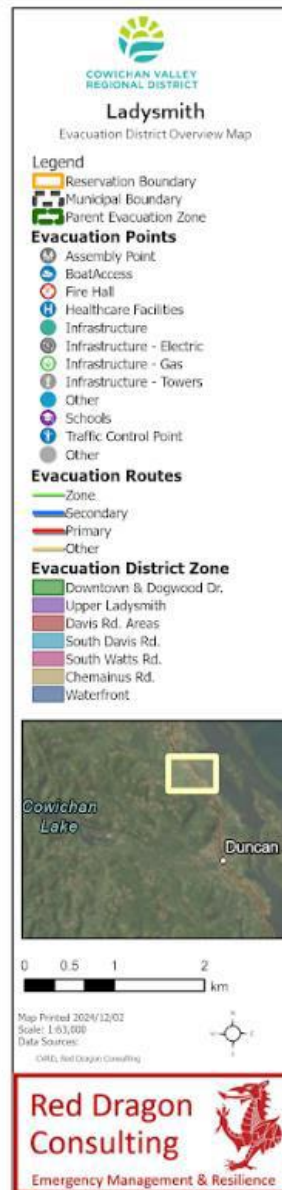 COWICHAN VALLEY
REGIONAL DISTRICT
Ladysmith
Evacuation District Overview Map
Legend
Reservation Boundary
Municipal Boundary
Parent Evacuation Zone
Evacuation Points
Assembly Point
BoatAccess
Fire Hall
Healthcare Facilities
Infrastructure
Infrastructure - Electric
Infrastructure - Gas
Infrastructure - Towers
Other
Schools
Traffic Control Point
Other
Evacuation Routes
Zone
Secondary
Primary
Other
Evacuation District Zone
Downtown & Dogwood Dr.
Upper Ladysmith
Davis Rd. Areas
South Davis Rd.
South Watts Rd.
Chemainus Rd.
Waterfront
Cowichan
Lake
Duncan
0 0.5 1 2
km
Map Printed 2024/12/02
Scale: 1:63,000
Data Sources:
CVRD, Red Dragon Consulting
Red Dragon
Consulting
Emergency Management & Resilience